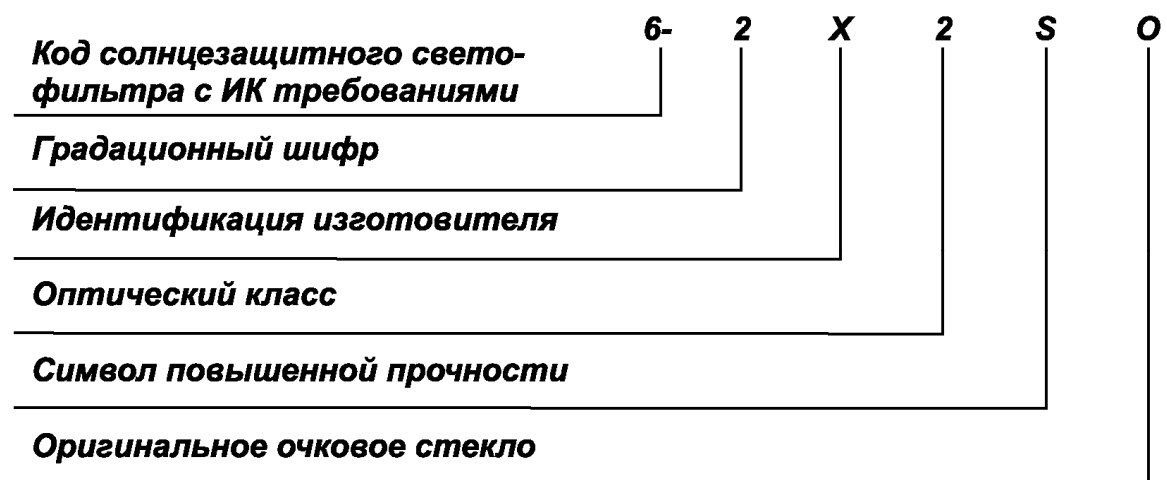 6- 2 X 2 S O
Код солнцезащитного свето-
фильтра с ИК требованиями
Градационный шифр
Идентификация изготовителя
Оптический класс
Символ повышенной прочности
Оригинальное очковое стекло